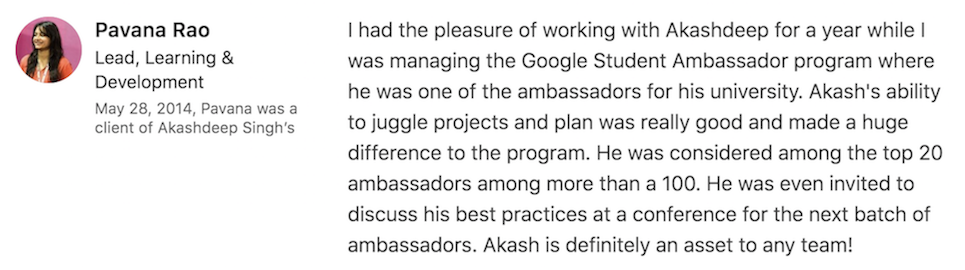 Pavana Rao
Lead, Learning &
Development
May 28, 2014, Pavana was a
client of Akashdeep Singh’s
I had the pleasure of working with Akashdeep for a year while I
was managing the Google Student Ambassador program where
he was one of the ambassadors for his university. Akash's ability
to juggle projects and plan was really good and made a huge
difference to the program. He was considered among the top 20
ambassadors among more than a 100. He was even invited to
discuss his best practices at a conference for the next batch of
ambassadors. Akash is definitely an asset to any team!